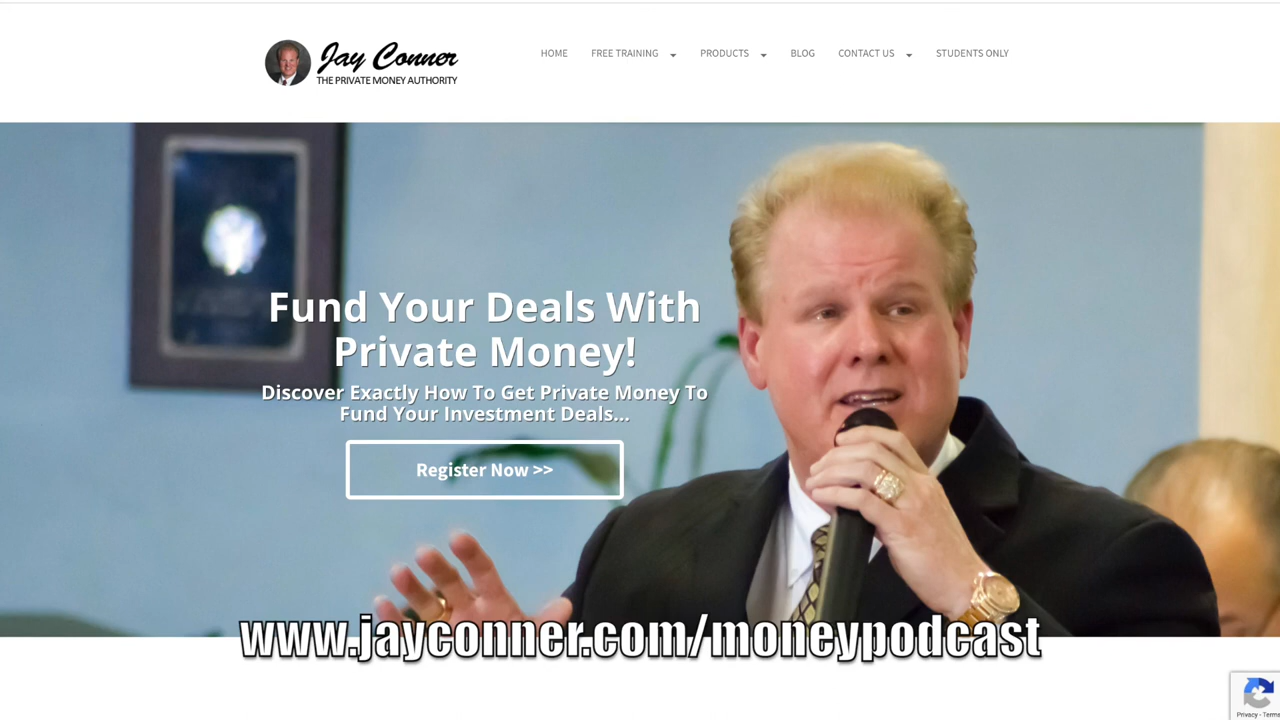 Jay Conner
THE PRIVATE MONEY AUTHORITY
HOME FREE TRAINING PRODUCTS BLOG CONTACT US STUDENTS ONLY
Fund Your Deals With
Private Money!
Discover Exactly How To Get Private Money To
Fund Your Investment Deals...
Register Now >>
www.jayconner.com/moneypodcast
Privacy - Terms